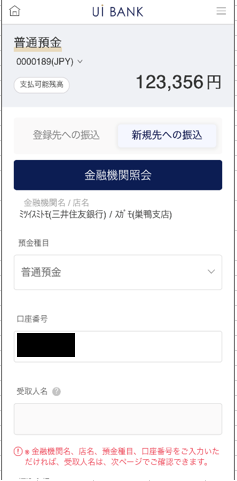 UI BANK
普通預金
0000189(JPY)
支払可能残高
123,356 円
登録先への振込
新規先への振込
金融機関照会
金融機関名 / 店名
ﾐﾂｲｽﾐﾄﾓ(三井住友銀行) / ｽｶﾞﾓ(巣鴨支店)
預金種目
普通預金
口座番号
受取人名
※ 金融機関名、店名、預金種目、口座番号をご入力いた
だければ、受取人名は、次ページでご確認できます。